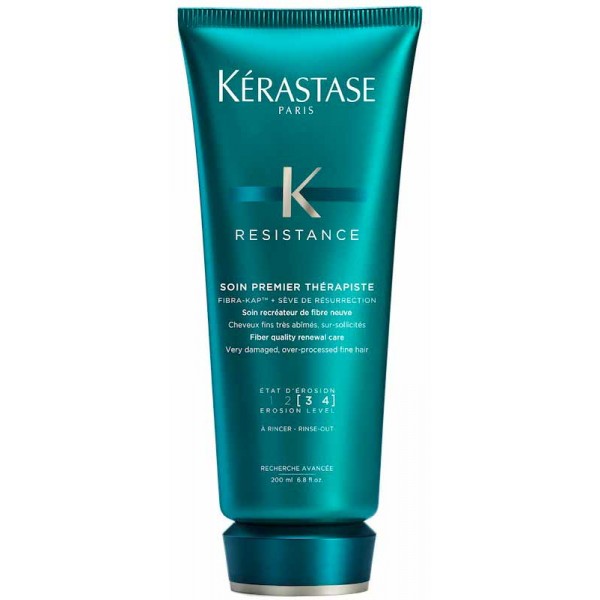 KÉRASTASE
PARIS
K
RESISTANCE
SOIN PREMIER THÉRAPISTE
FIBRA-KAP™ + SÈVE DE RÉSURRECTION
Soin recréateur de fibre neuve
Cheveux fins très abîmés, sur-sollicités
Fiber quality renewal care
Very damaged, over-processed fine hair
ÉTAT D'ÉROSION
1 2 [3 4]
EROSION LEVEL
À RINCER - RINSE-OUT
RECHERCHE AVANCÉE
200 ml 6.8 fl.oz